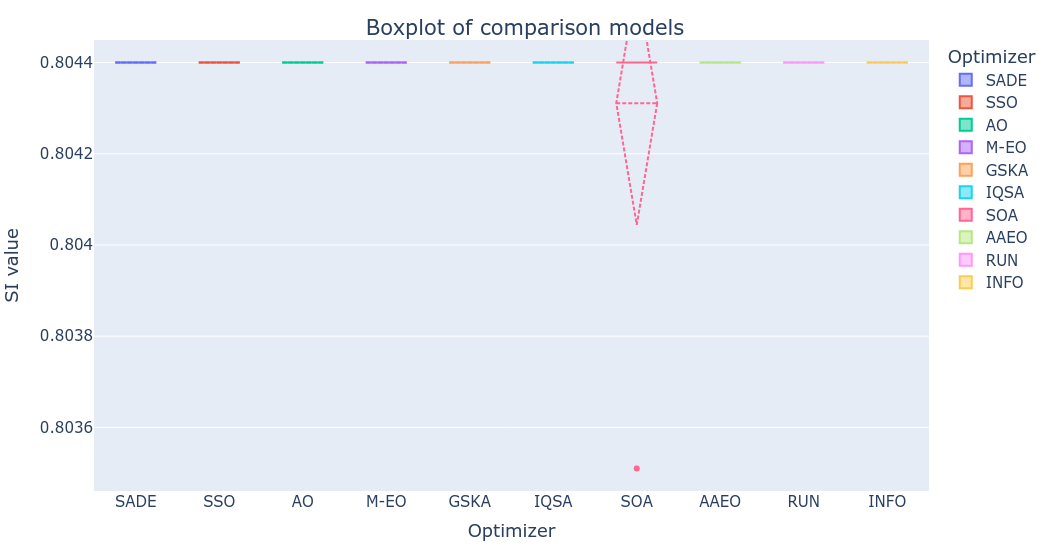 Boxplot of comparison models
SI value
0.8044
0.8042
0.804
0.8038
0.8036
SADE SSO AO M-EO GSKA IQSA SOA AAEO RUN INFO
Optimizer
Optimizer
SADE
SSO
AO
M-EO
GSKA
IQSA
SOA
AAEO
RUN
INFO